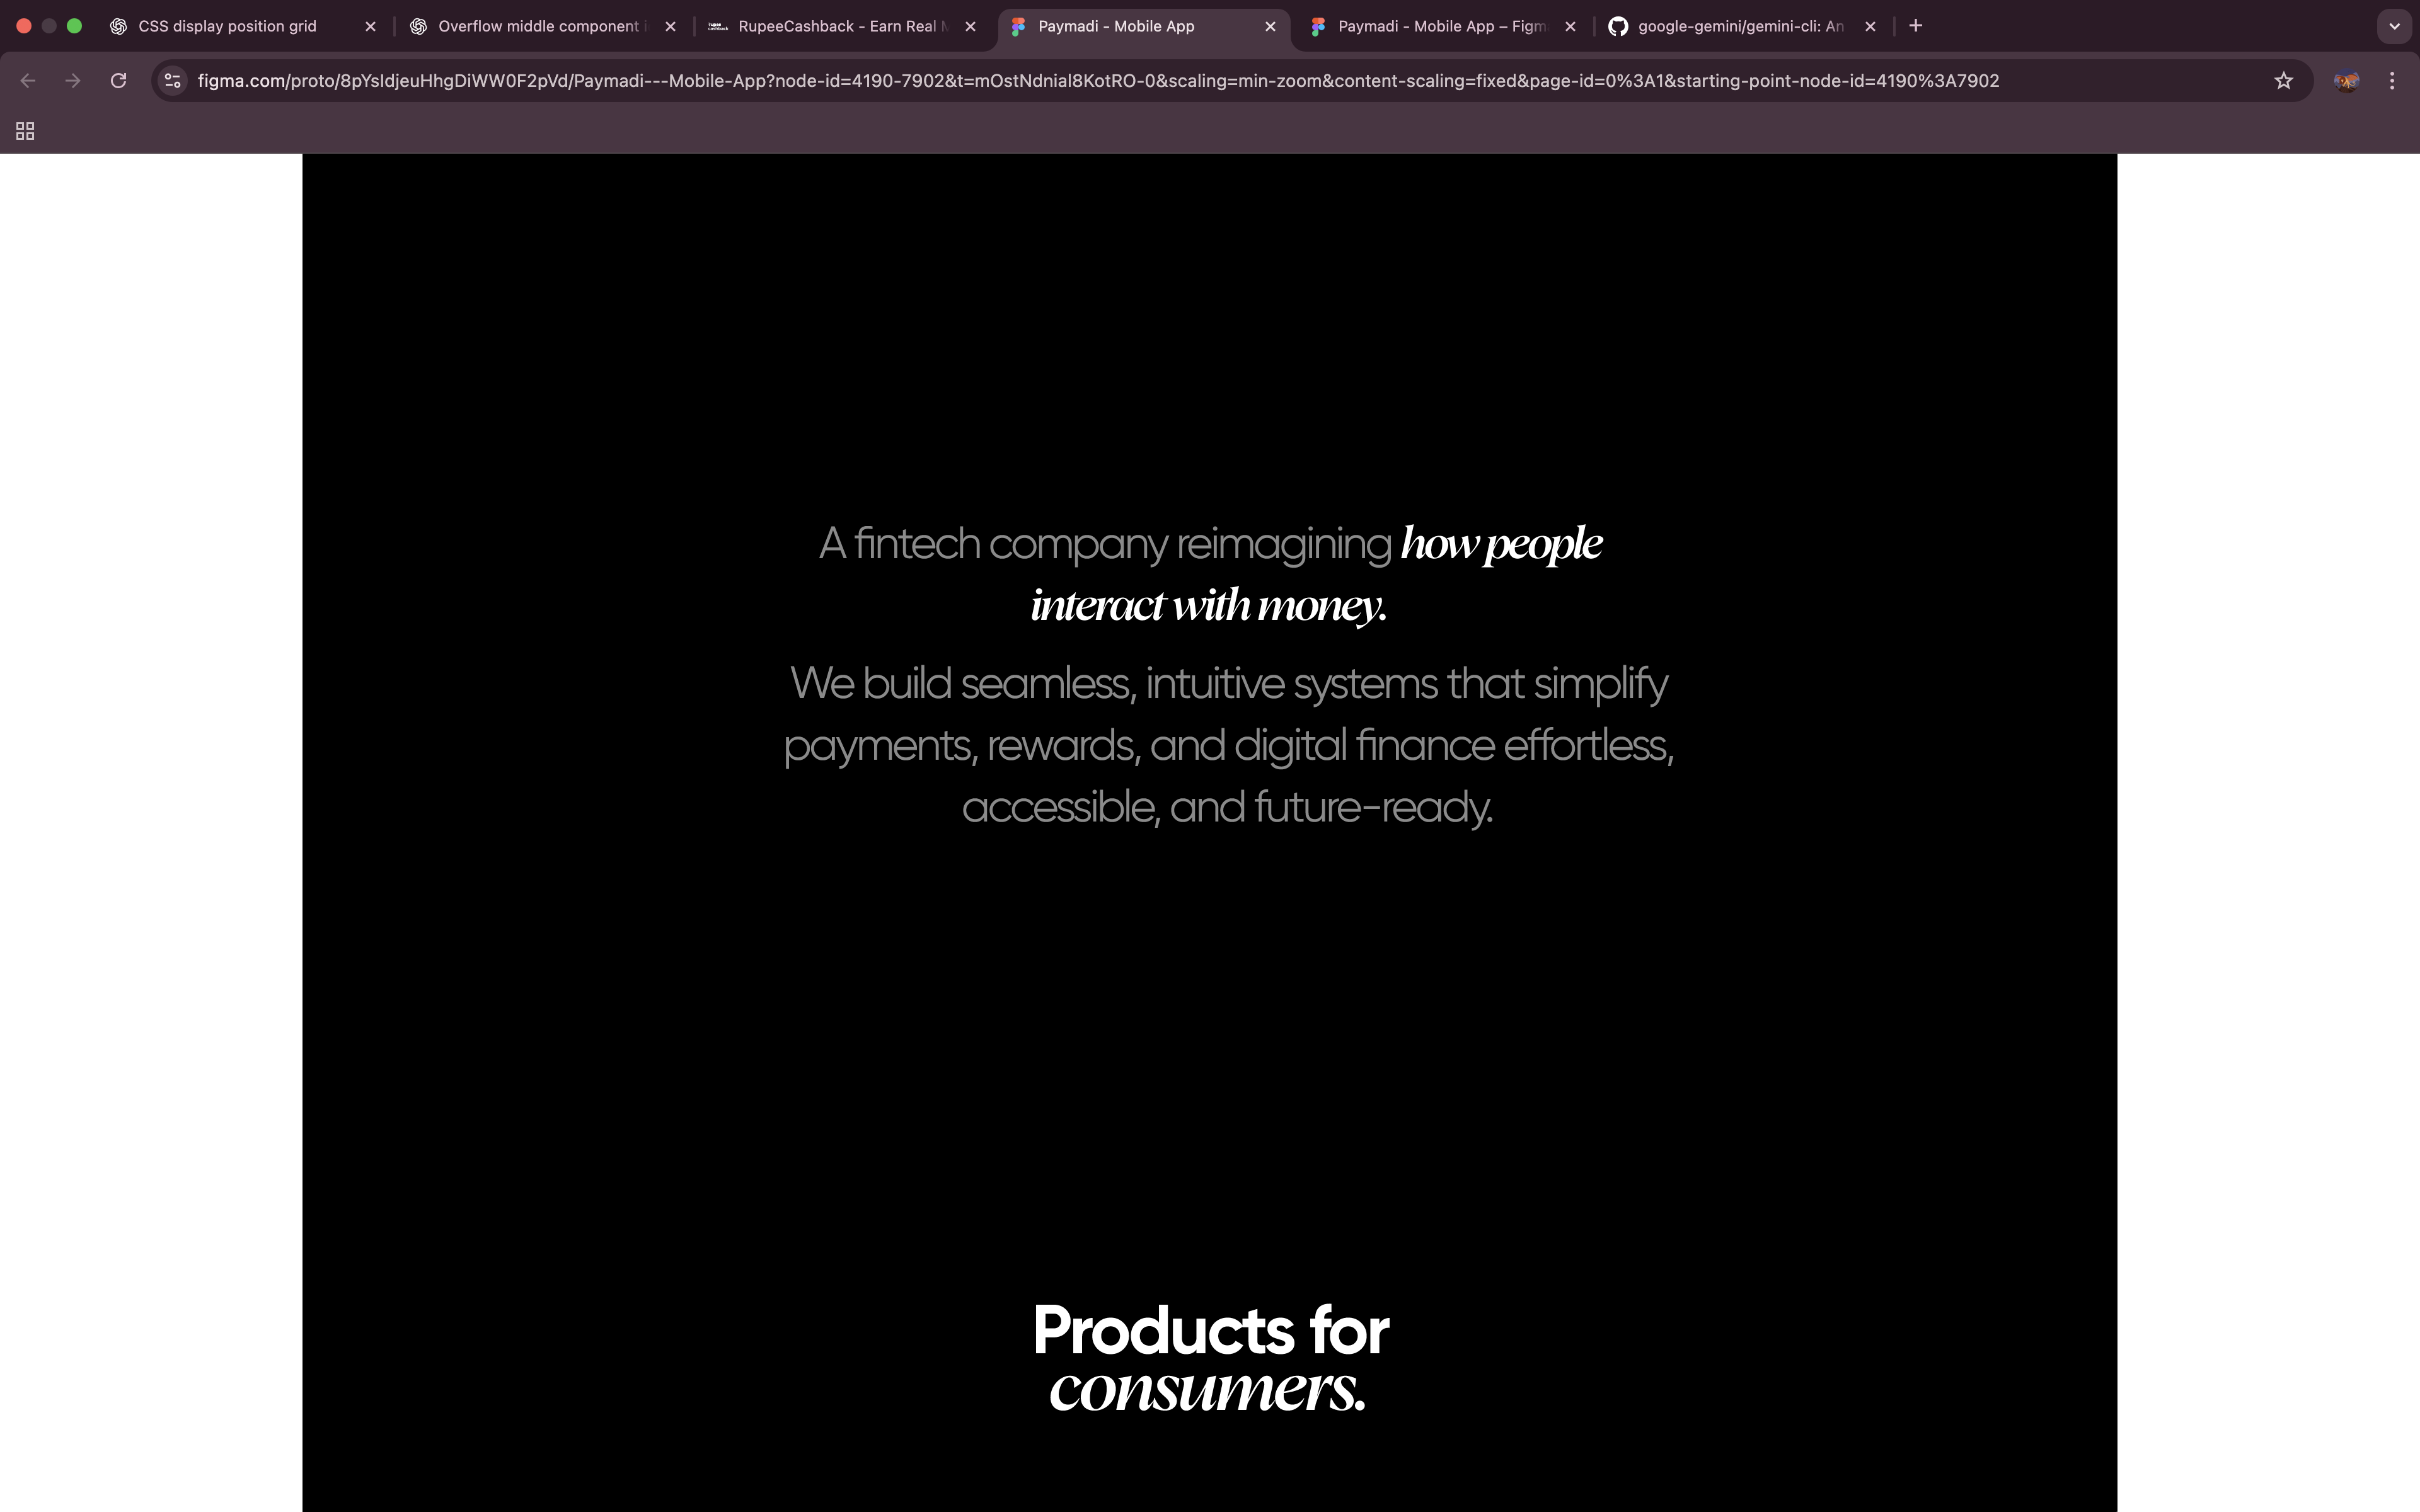 CSS display position grid
Overflow middle component i
RupeeCashback - Earn Real M
Paymadi - Mobile App
Paymadi - Mobile App – Figm
google-gemini/gemini-cli: An
figma.com/proto/8pYsIdjeuHhgDiWW0F2pVd/Paymadi---Mobile-App?node-id=4190-7902&t=mOstNdnial8KotRO-0&scaling=min-zoom&content-scaling=fixed&page-id=0%3A1&starting-point-node-id=4190%3A7902
A fintech company reimagining how people
interact with money.
We build seamless, intuitive systems that simplify
payments, rewards, and digital finance effortless,
accessible, and future-ready.
Products for
consumers.